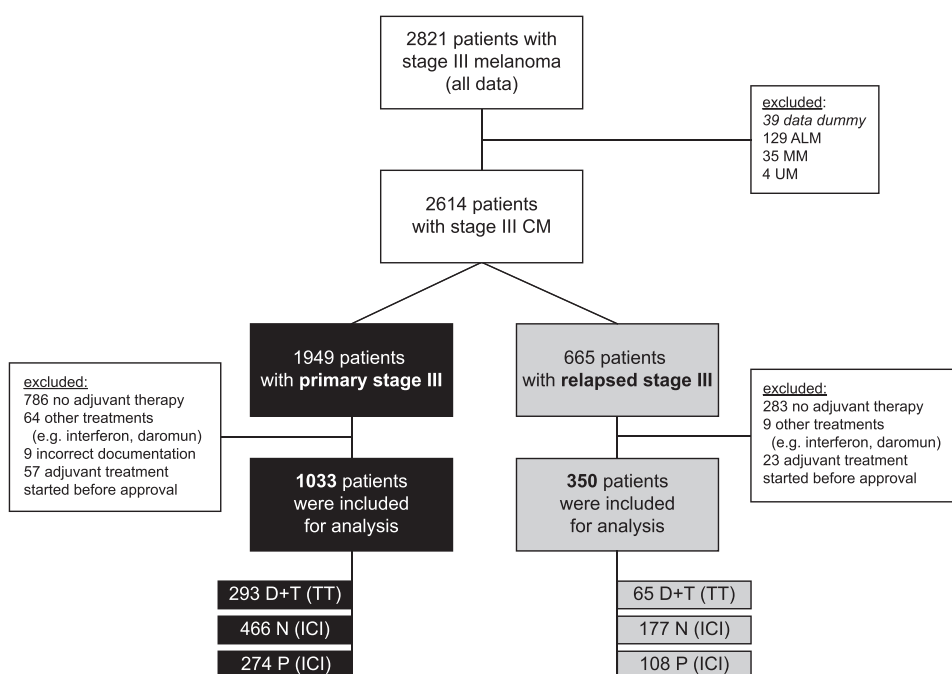 2821 patients with
stage III melanoma
(all data)
excluded:
39 data dummy
129 ALM
35 MM
4 UM
2614 patients
with stage III CM
1949 patients
with primary stage III
665 patients
with relapsed stage III
excluded:
786 no adjuvant therapy
64 other treatments
(e.g. interferon, daromun)
9 incorrect documentation
57 adjuvant treatment
started before approval
excluded:
283 no adjuvant therapy
9 other treatments
(e.g. interferon, daromun)
23 adjuvant treatment
started before approval
1033 patients
were included
for analysis
350 patients
were included
for analysis
293 D+T (TT)
466 N (ICI)
274 P (ICI)
65 D+T (TT)
177 N (ICI)
108 P (ICI)